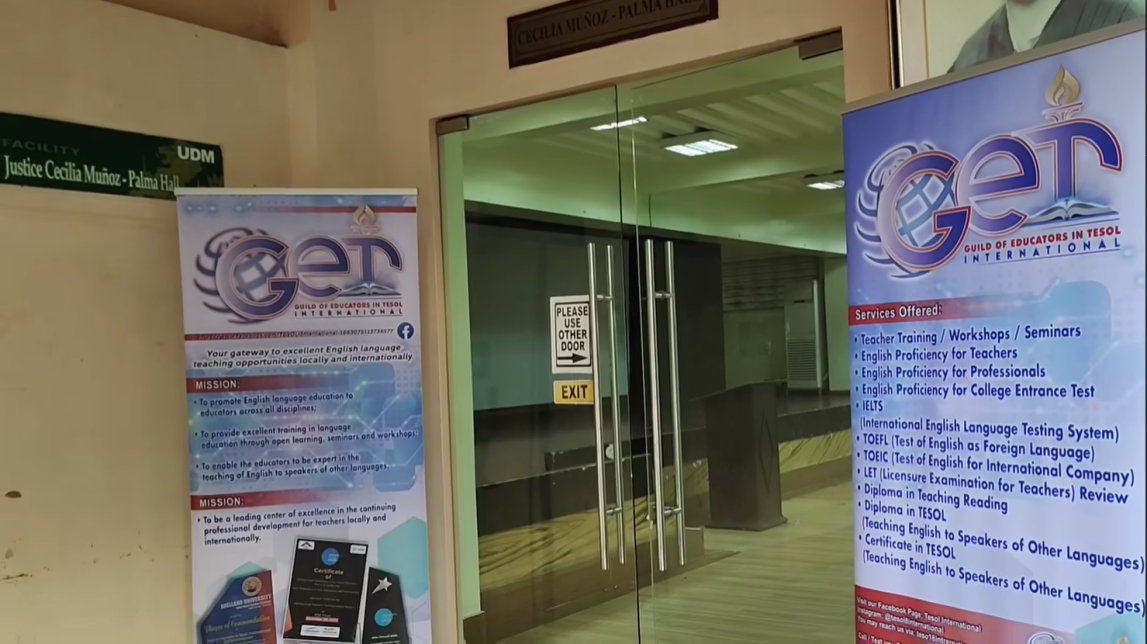 CECILIA MUÑOZ - PALMA HALL
FACILITY
UDM
Justice Cecilia Muñoz - Palma Hall
GET
GUILD OF EDUCATORS IN TESOL
INTERNATIONAL
Your gateway to excellent English language
teaching opportunities locally and internationally
MISSION:
• To promote English language education to
educators across all disciplines;
• To provide excellent training in language
education through open learning, seminars and workshops;
• To enable the educators to be expert in the
teaching of English to speakers of other languages.
MISSION:
• To be a leading center of excellence in the continuing
professional development for teachers locally and
internationally.
Certificate
of
PLEASE
USE
OTHER
DOOR
EXIT
GET
GUILD OF EDUCATORS IN TESOL
INTERNATIONAL
Services Offered:
• Teacher Training / Workshops / Seminars
• English Proficiency for Teachers
• English Proficiency for Professionals
• English Proficiency for College Entrance Test
• IELTS
(International English Language Testing System)
• TOEFL (Test of English as Foreign Language)
• TOEIC (Test of English for International Company)
• LET (Licensure Examination for Teachers) Review
• Diploma in Teaching Reading
• Diploma in TESOL
(Teaching English to Speakers of Other Languages)
• Certificate in TESOL
(Teaching English to Speakers of Other Languages)
Visit our Facebook Page: Tesol International
Instagram: @tesolinternational
You may reach us via: